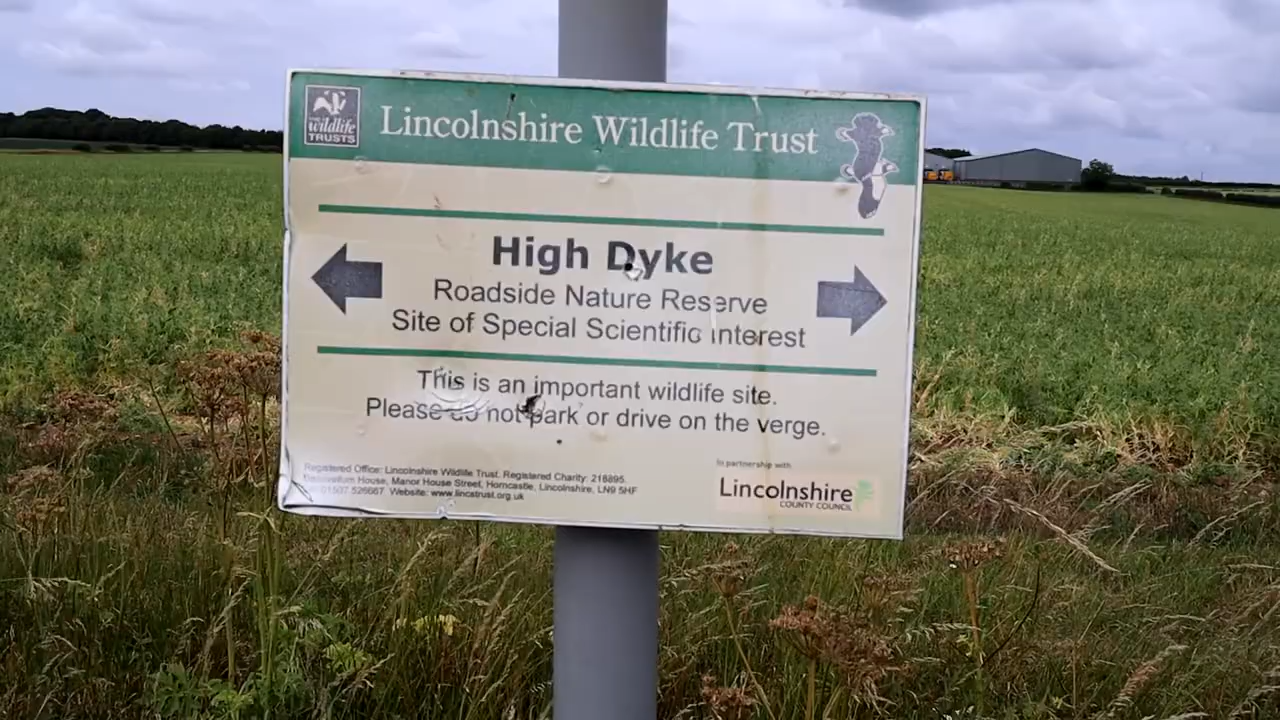 THE
wildlife
TRUSTS
Lincolnshire Wildlife Trust
High Dyke
Roadside Nature Reserve
Site of Special Scientific Interest
This is an important wildlife site.
Please do not park or drive on the verge.
Registered Office: Lincolnshire Wildlife Trust. Registered Charity: 218895.
Banovallum House, Manor House Street, Horncastle, Lincolnshire, LN9 5HF
01507 526667 Website: www.lincstrust.org.uk
In partnership with
Lincolnshire
COUNTY COUNCIL